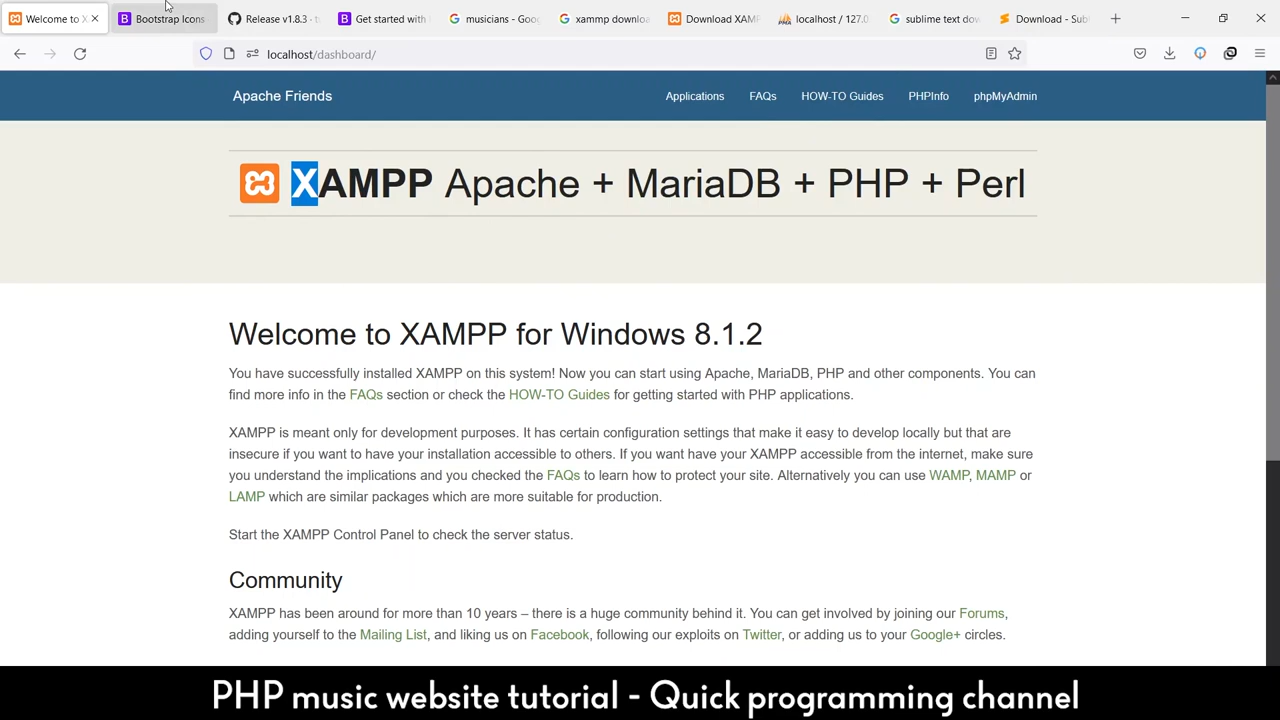 Welcome to X
Bootstrap Icons
Release v1.8.3 · t
Get started with
musicians - Goo
xammp downlo
Download XAMP
localhost / 127.0
sublime text dow
Download - Sub
localhost/dashboard/
Apache Friends
Applications
FAQs
HOW-TO Guides
PHPInfo
phpMyAdmin
XAMPP Apache + MariaDB + PHP + Perl
Welcome to XAMPP for Windows 8.1.2
You have successfully installed XAMPP on this system! Now you can start using Apache, MariaDB, PHP and other components. You can
find more info in the FAQs section or check the HOW-TO Guides for getting started with PHP applications.
XAMPP is meant only for development purposes. It has certain configuration settings that make it easy to develop locally but that are
insecure if you want to have your installation accessible to others. If you want have your XAMPP accessible from the internet, make sure
you understand the implications and you checked the FAQs to learn how to protect your site. Alternatively you can use WAMP, MAMP or
LAMP which are similar packages which are more suitable for production.
Start the XAMPP Control Panel to check the server status.
Community
XAMPP has been around for more than 10 years – there is a huge community behind it. You can get involved by joining our Forums,
adding yourself to the Mailing List, and liking us on Facebook, following our exploits on Twitter, or adding us to your Google+ circles.
PHP music website tutorial - Quick programming channel